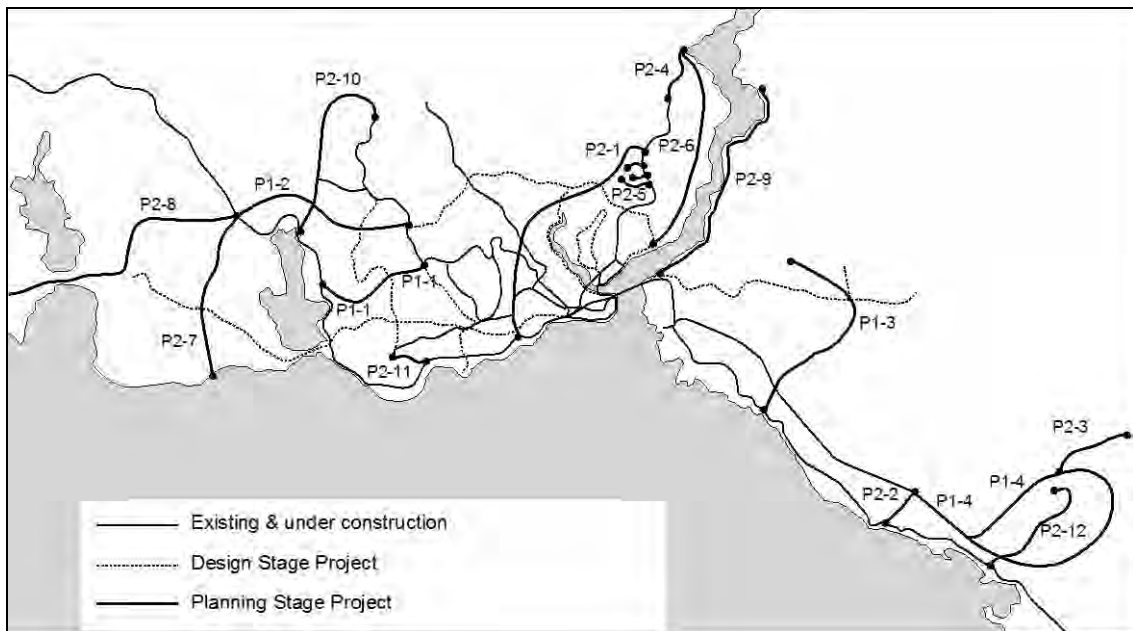 P2-4
P2-10
P2-1
P2-6
P2-5
P2-9
P1-2
P2-8
P1-1
P1-1
P1-3
P2-7
P2-11
P2-3
P1-4
P2-2
P1-4
P2-12
Existing & under construction
Design Stage Project
Planning Stage Project